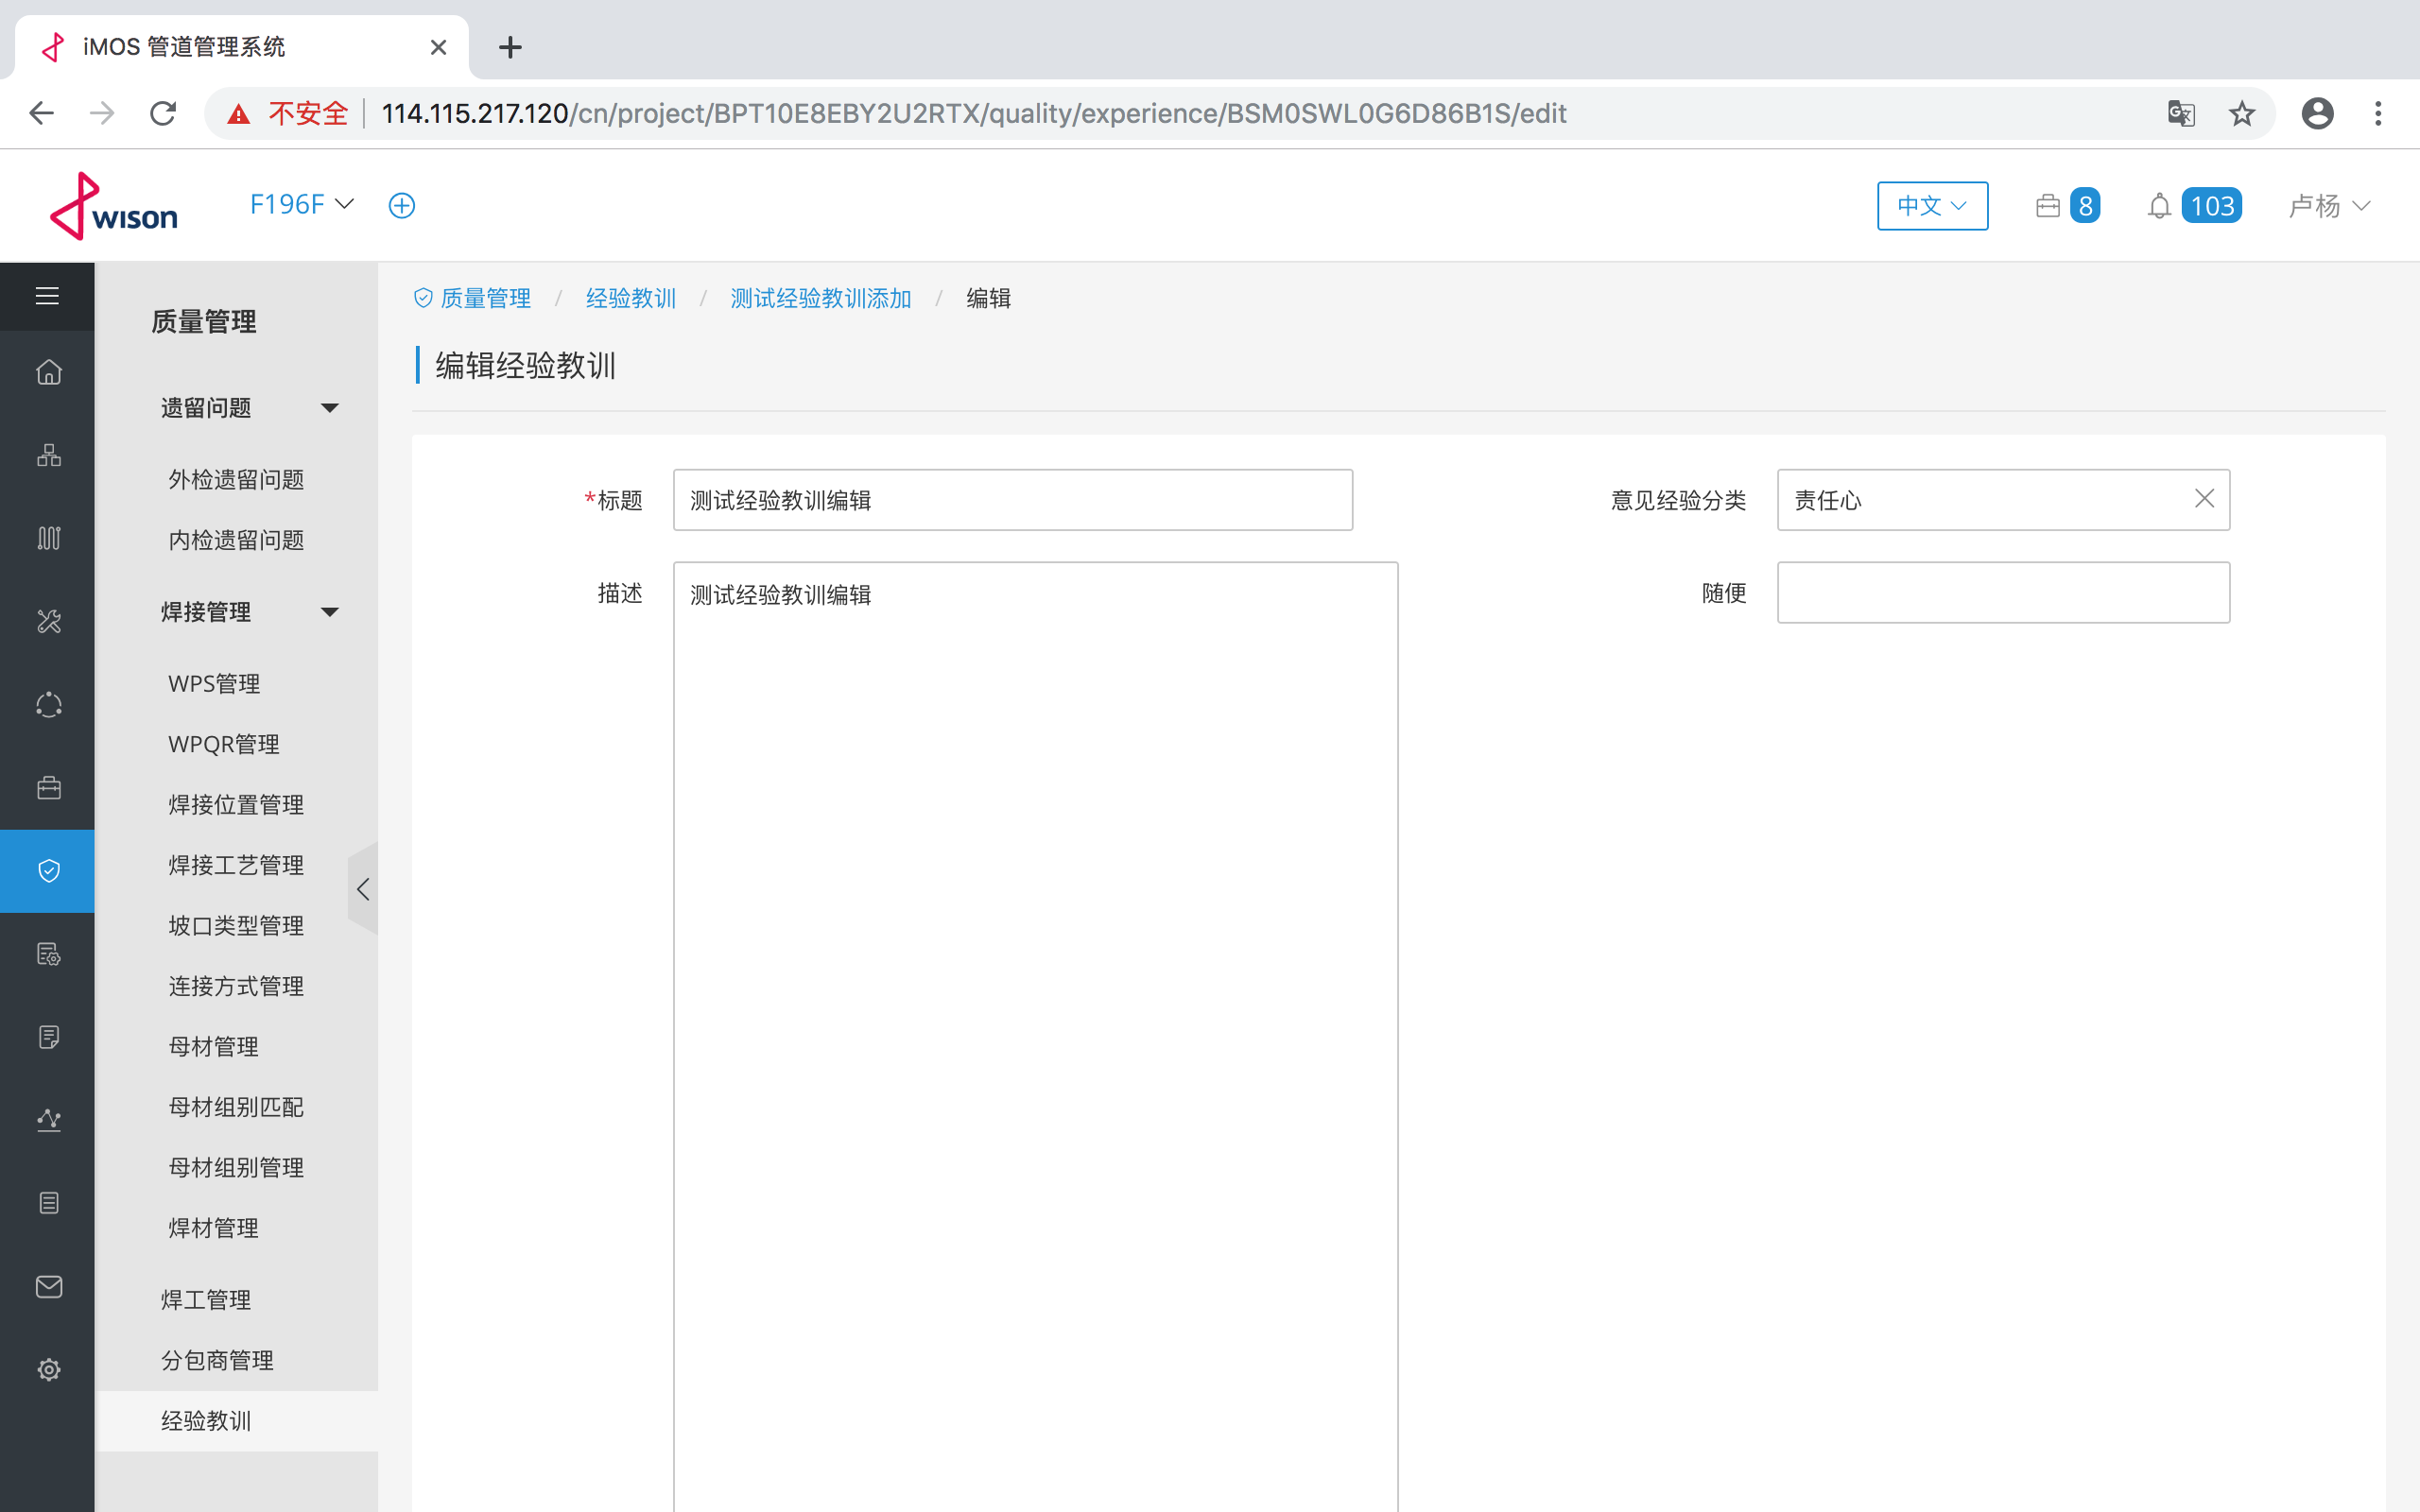 iMOS 管道管理系统
不安全 114.115.217.120/cn/project/BPT10E8EBY2U2RTX/quality/experience/BSM0SWL0G6D86B1S/edit
wison F196F 中文 8 103 卢杨
质量管理 / 经验教训 / 测试经验教训添加 / 编辑
编辑经验教训
质量管理
遗留问题
外检遗留问题
内检遗留问题
焊接管理
WPS管理
WPQR管理
焊接位置管理
焊接工艺管理
坡口类型管理
连接方式管理
母材管理
母材组别匹配
母材组别管理
焊材管理
焊工管理
分包商管理
经验教训
*标题 测试经验教训编辑
意见经验分类 责任心
描述 测试经验教训编辑
随便